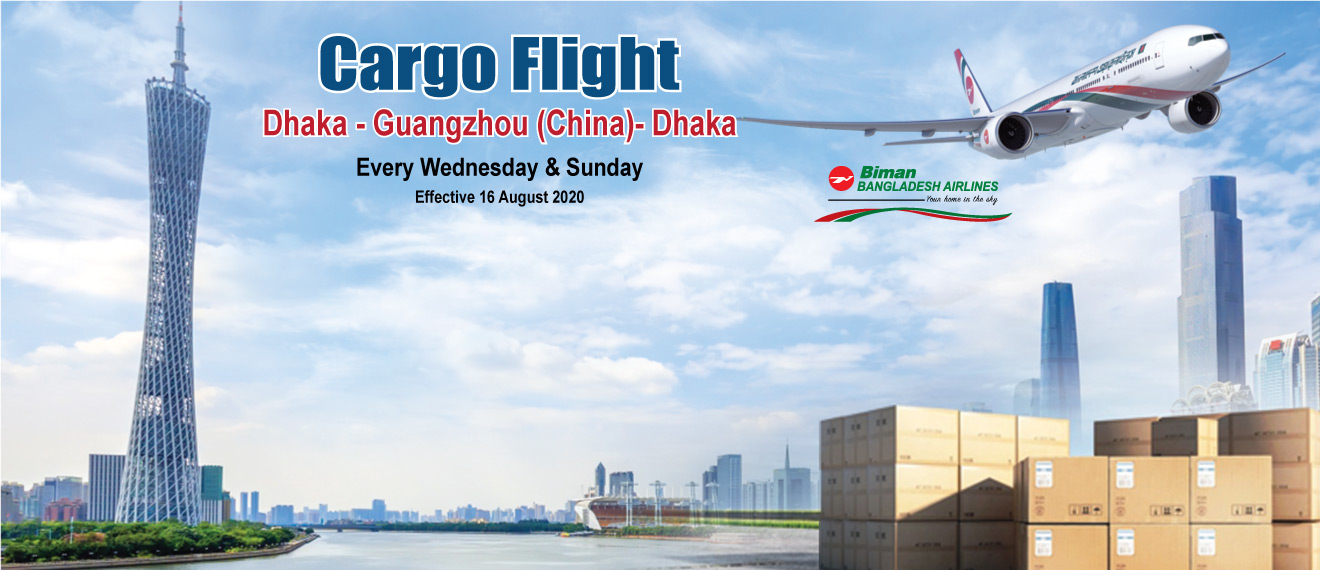 Cargo Flight
Dhaka - Guangzhou (China)- Dhaka
Every Wednesday & Sunday
Effective 16 August 2020
Biman
BANGLADESH AIRLINES
Your home in the sky